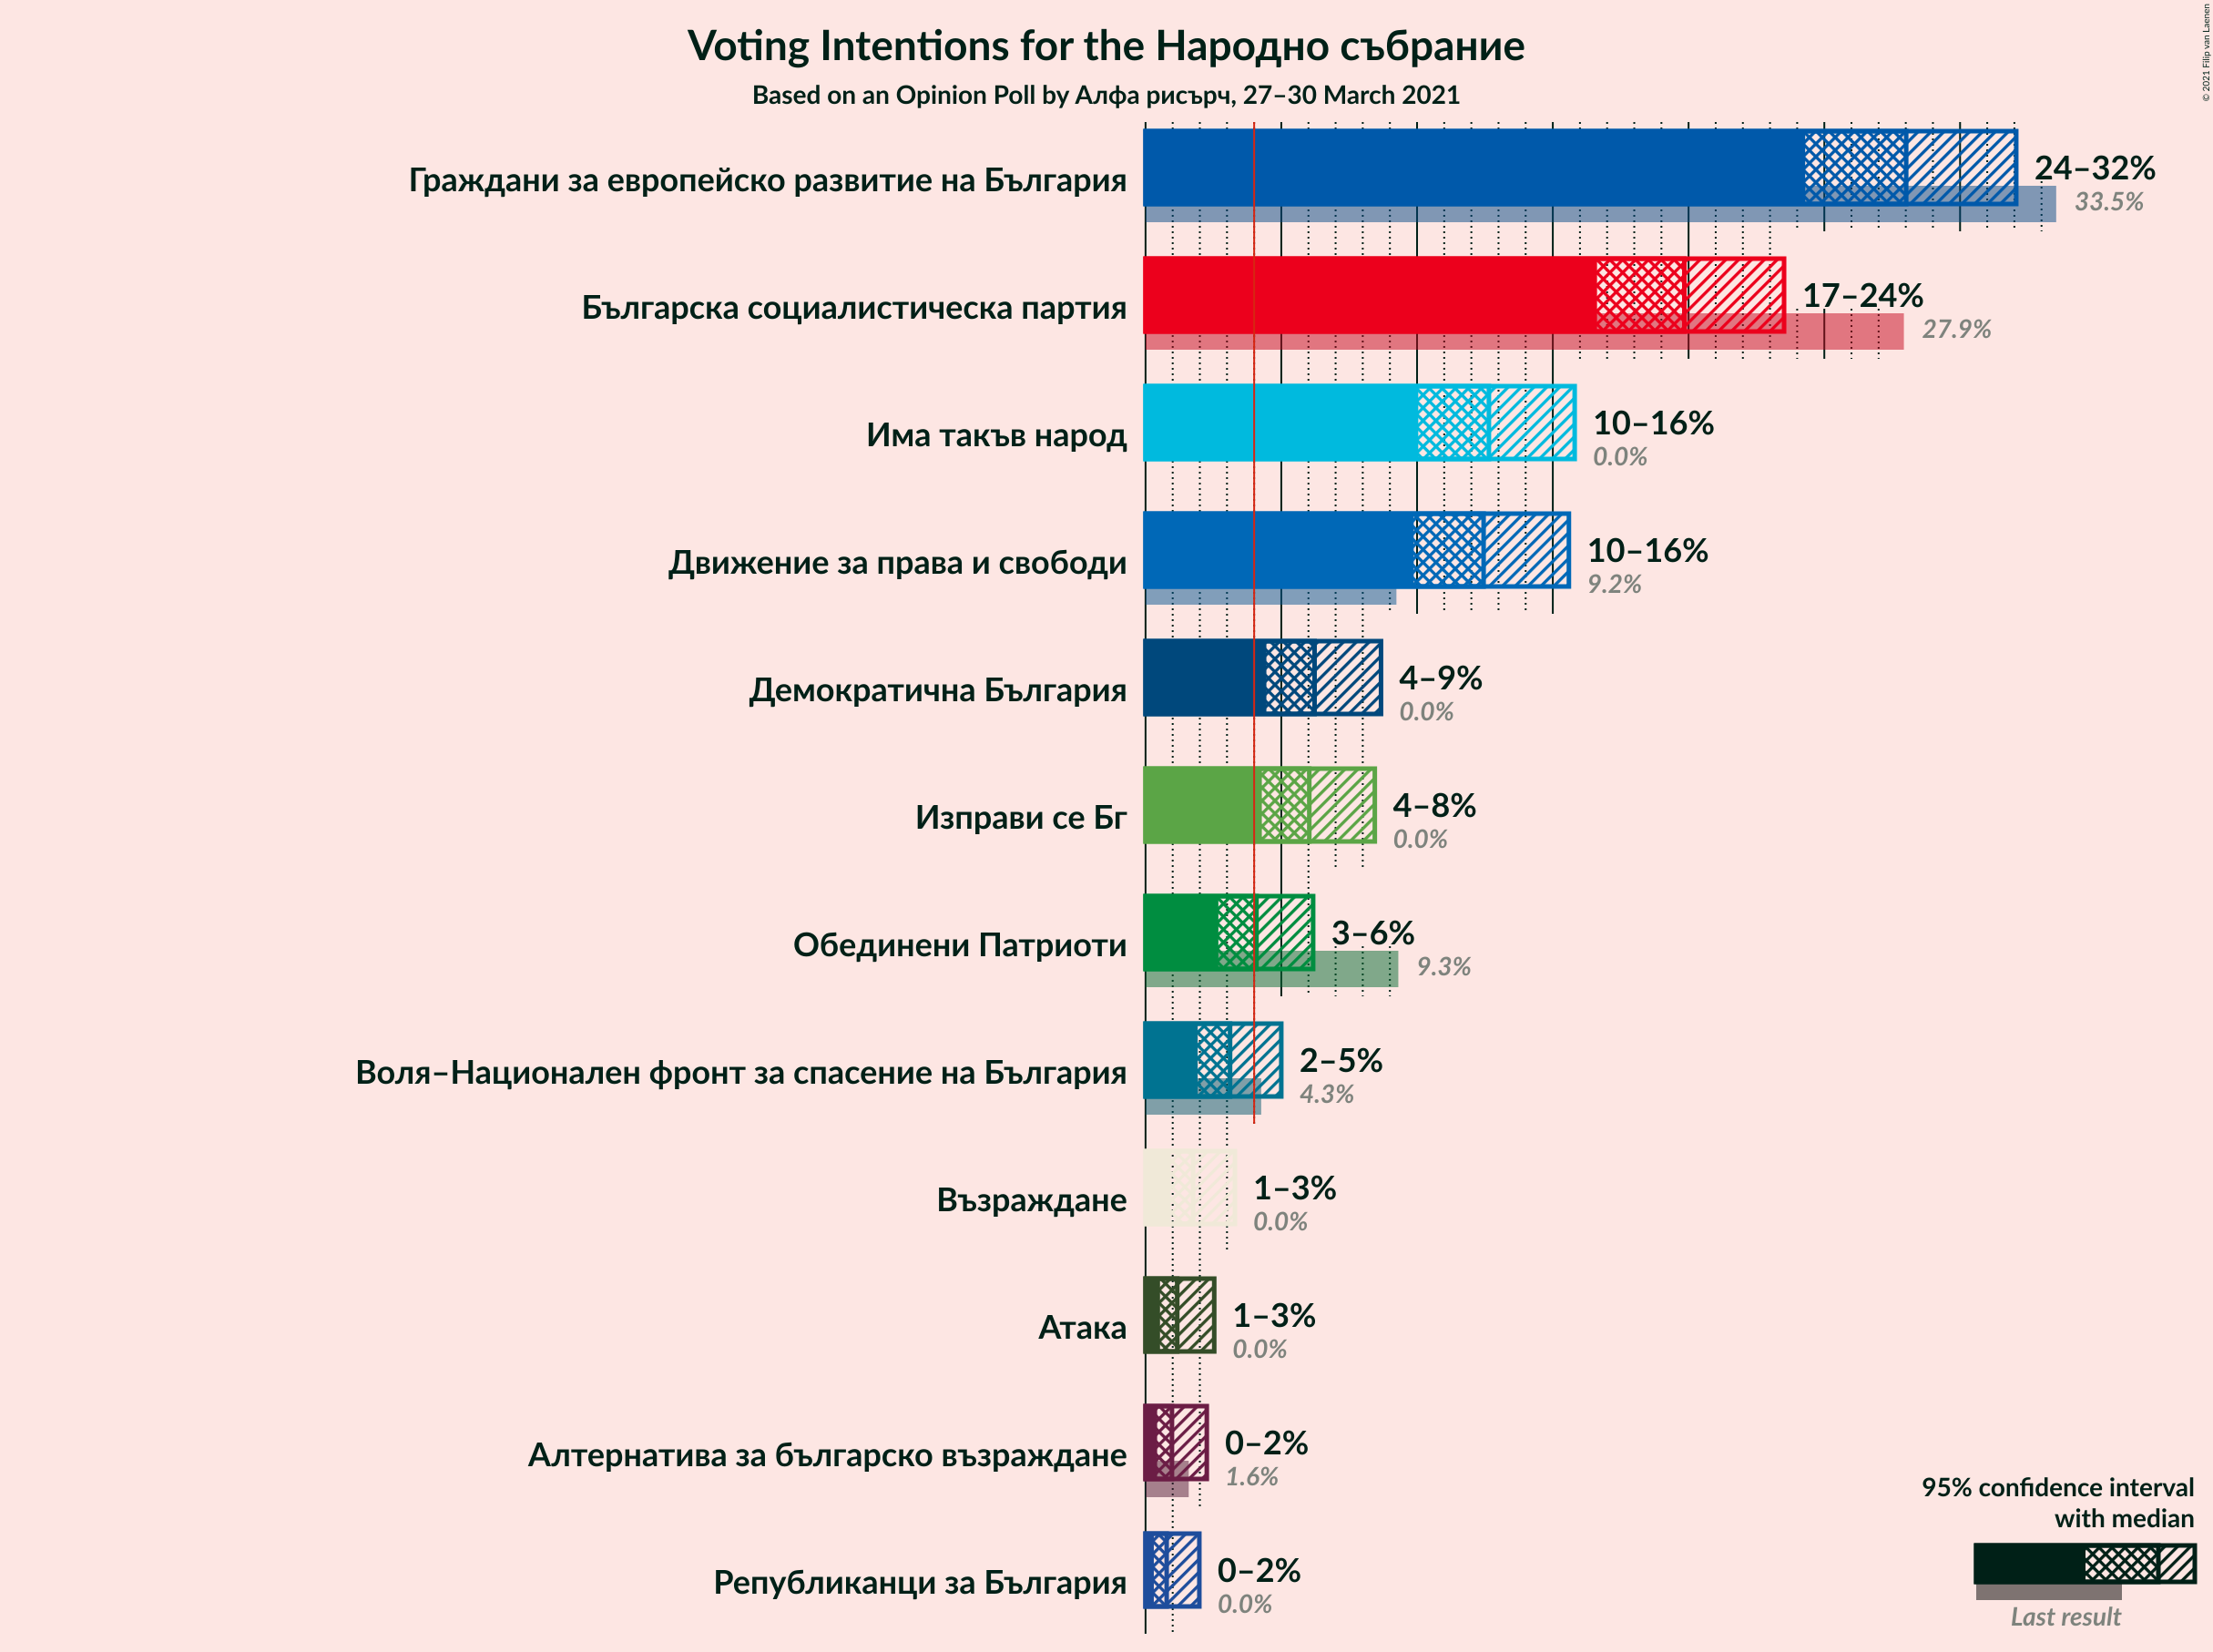 © 2021 Filip van Laenen
Voting Intentions for the Народно събрание
Based on an Opinion Poll by Алфа рисърч, 27–30 March 2021
Граждани за европейско развитие на България
24–32%
33.5%
Българска социалистическа партия
17–24%
27.9%
Има такъв народ
10–16%
0.0%
Движение за права и свободи
10–16%
9.2%
Демократична България
4–9%
0.0%
Изправи се Бг
4–8%
0.0%
Обединени Патриоти
3–6%
9.3%
Воля–Национален фронт за спасение на България
2–5%
4.3%
Възраждане
1–3%
0.0%
Атака
1–3%
0.0%
Алтернатива за българско възраждане
0–2%
1.6%
Републиканци за България
0–2%
0.0%
95% confidence interval
with median
Last result